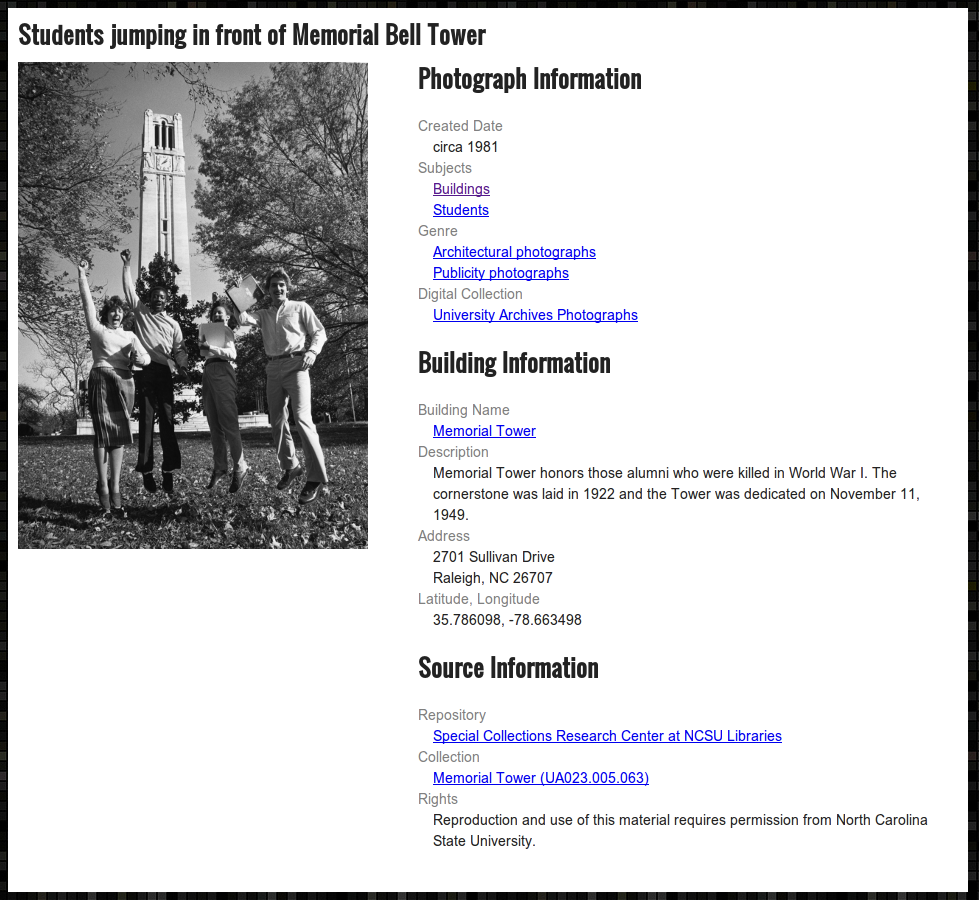 Students jumping in front of Memorial Bell Tower
Photograph Information
Created Date
circa 1981
Subjects
Buildings
Students
Genre
Architectural photographs
Publicity photographs
Digital Collection
University Archives Photographs
Building Information
Building Name
Memorial Tower
Description
Memorial Tower honors those alumni who were killed in World War I. The
cornerstone was laid in 1922 and the Tower was dedicated on November 11,
1949.
Address
2701 Sullivan Drive
Raleigh, NC 26707
Latitude, Longitude
35.786098, -78.663498
Source Information
Repository
Special Collections Research Center at NCSU Libraries
Collection
Memorial Tower (UA023.005.063)
Rights
Reproduction and use of this material requires permission from North Carolina
State University.